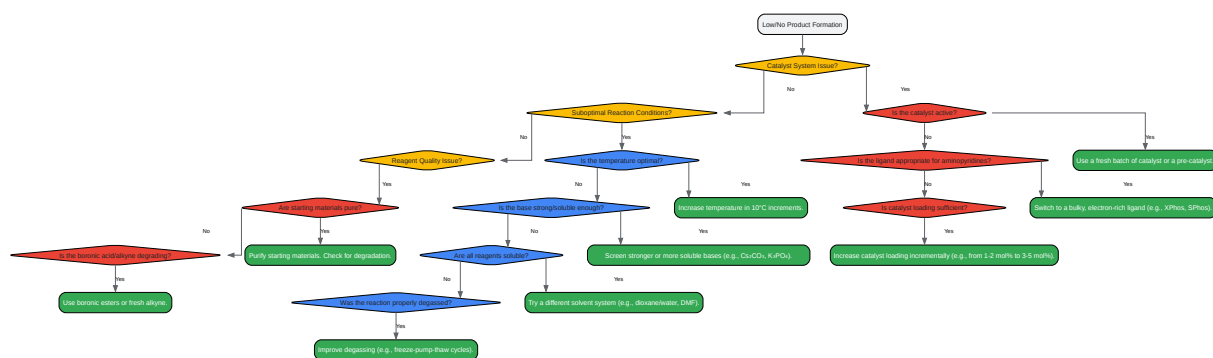 Low/No Product Formation
Catalyst System Issue?
No
Yes
Suboptimal Reaction Conditions?
Is the catalyst active?
No
Yes
No
Yes
Reagent Quality Issue?
Is the temperature optimal?
Is the ligand appropriate for aminopyridines?
Use a fresh batch of catalyst or a pre-catalyst.
Yes
No
Yes
No
Yes
Are starting materials pure?
Is the base strong/soluble enough?
Increase temperature in 10°C increments.
Is catalyst loading sufficient?
Switch to a bulky, electron-rich ligand (e.g., XPhos, SPhos).
No
Yes
No
Yes
Yes
Is the boronic acid/alkyne degrading?
Purify starting materials. Check for degradation.
Are all reagents soluble?
Screen stronger or more soluble bases (e.g., Cs₂CO₃, K₃PO₄).
Increase catalyst loading incrementally (e.g., from 1-2 mol% to 3-5 mol%).
Yes
No
Yes
Use boronic esters or fresh alkyne.
Was the reaction properly degassed?
Try a different solvent system (e.g., dioxane/water, DMF).
Yes
Improve degassing (e.g., freeze-pump-thaw cycles).